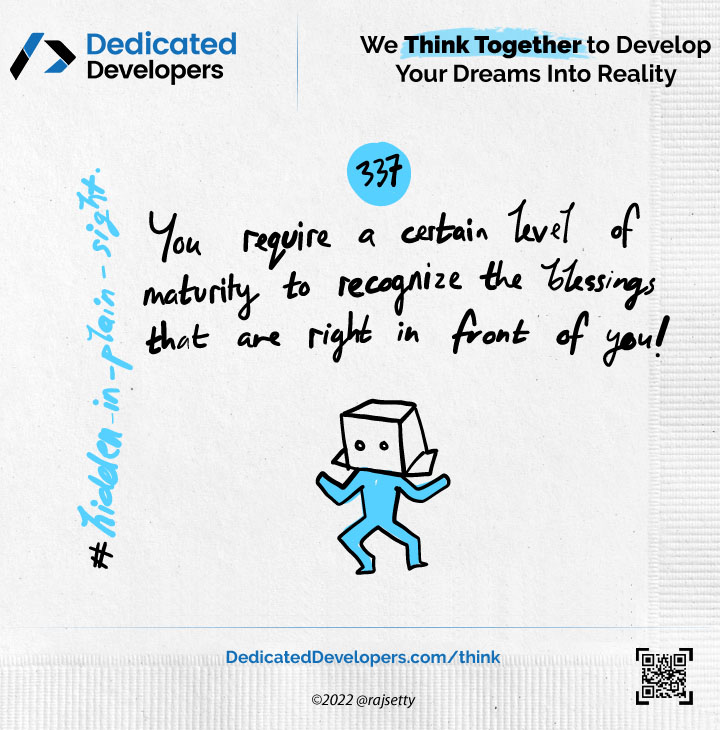 Dedicated
Developers
We Think Together to Develop
Your Dreams Into Reality
337
You require a certain level of
maturity to recognize the blessings
that are right in front of you!
#hidden-in-plain-sight.
DedicatedDevelopers.com/think
©2022 @rajsetty